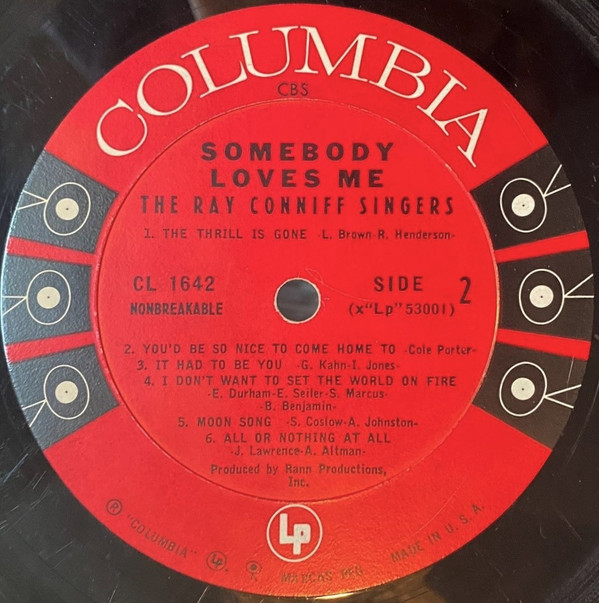 COLUMBIA
CBS
SOMEBODY
LOVES ME
THE RAY CONNIFF SINGERS
1. THE THRILL IS GONE -L. Brown-R. Henderson-
CL 1642
NONBREAKABLE
SIDE 2
(x"Lp"53001)
2. YOU'D BE SO NICE TO COME HOME TO -Cole Porter-
3. IT HAD TO BE YOU -G. Kahn-I. Jones-
4. I DON'T WANT TO SET THE WORLD ON FIRE
-E. Durham-E. Seiler-S. Marcus-
B. Benjamin-
5. MOON SONG -S. Coslow-A. Johnston-
6. ALL OR NOTHING AT ALL
-J. Lawrence-A. Altman-
Produced by Rann Productions,
Inc.
Lp
® "COLUMBIA" Lp MARCAS REG. MADE IN U.S.A.